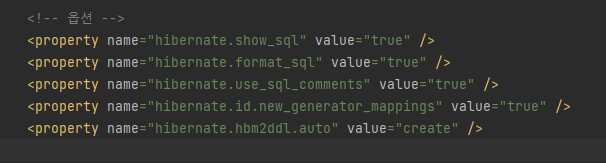 <!-- 옵션 -->
<property name="hibernate.show_sql" value="true" />
<property name="hibernate.format_sql" value="true" />
<property name="hibernate.use_sql_comments" value="true" />
<property name="hibernate.id.new_generator_mappings" value="true" />
<property name="hibernate.hbm2ddl.auto" value="create" />